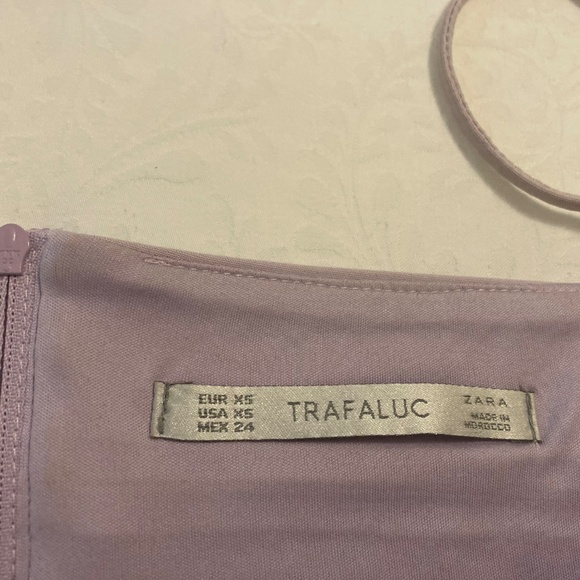 EUR XS
USA XS
MEX 24
TRAFALUC
ZARA
MADE IN
MOROCCO